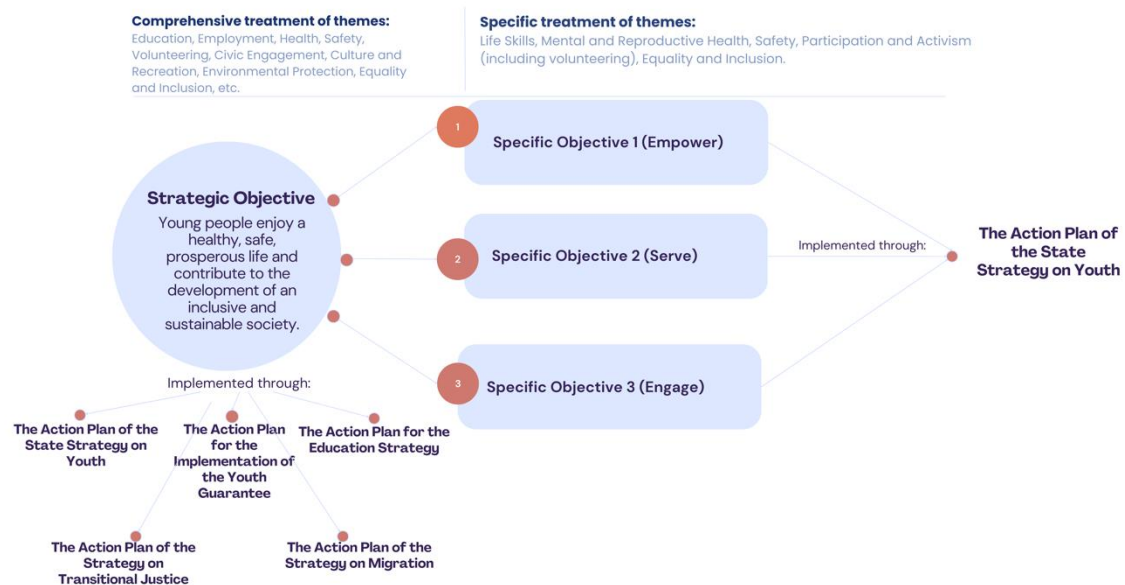 Comprehensive treatment of themes:
Education, Employment, Health, Safety,
Volunteering, Civic Engagement, Culture and
Recreation, Environmental Protection, Equality
and Inclusion, etc.
Specific treatment of themes:
Life Skills, Mental and Reproductive Health, Safety, Participation and Activism
(including volunteering), Equality and Inclusion.
Strategic Objective
Young people enjoy a
healthy, safe,
prosperous life and
contribute to the
development of an
inclusive and
sustainable society.
1
Specific Objective 1 (Empower)
2
Specific Objective 2 (Serve)
3
Specific Objective 3 (Engage)
Implemented through:
The Action Plan of
the State
Strategy on Youth
Implemented through:
The Action Plan of the
State Strategy on
Youth
The Action Plan
for the
Implementation of
the Youth
Guarantee
The Action Plan for the
Education Strategy
The Action Plan of the
Strategy on
Transitional Justice
The Action Plan of the
Strategy on Migration